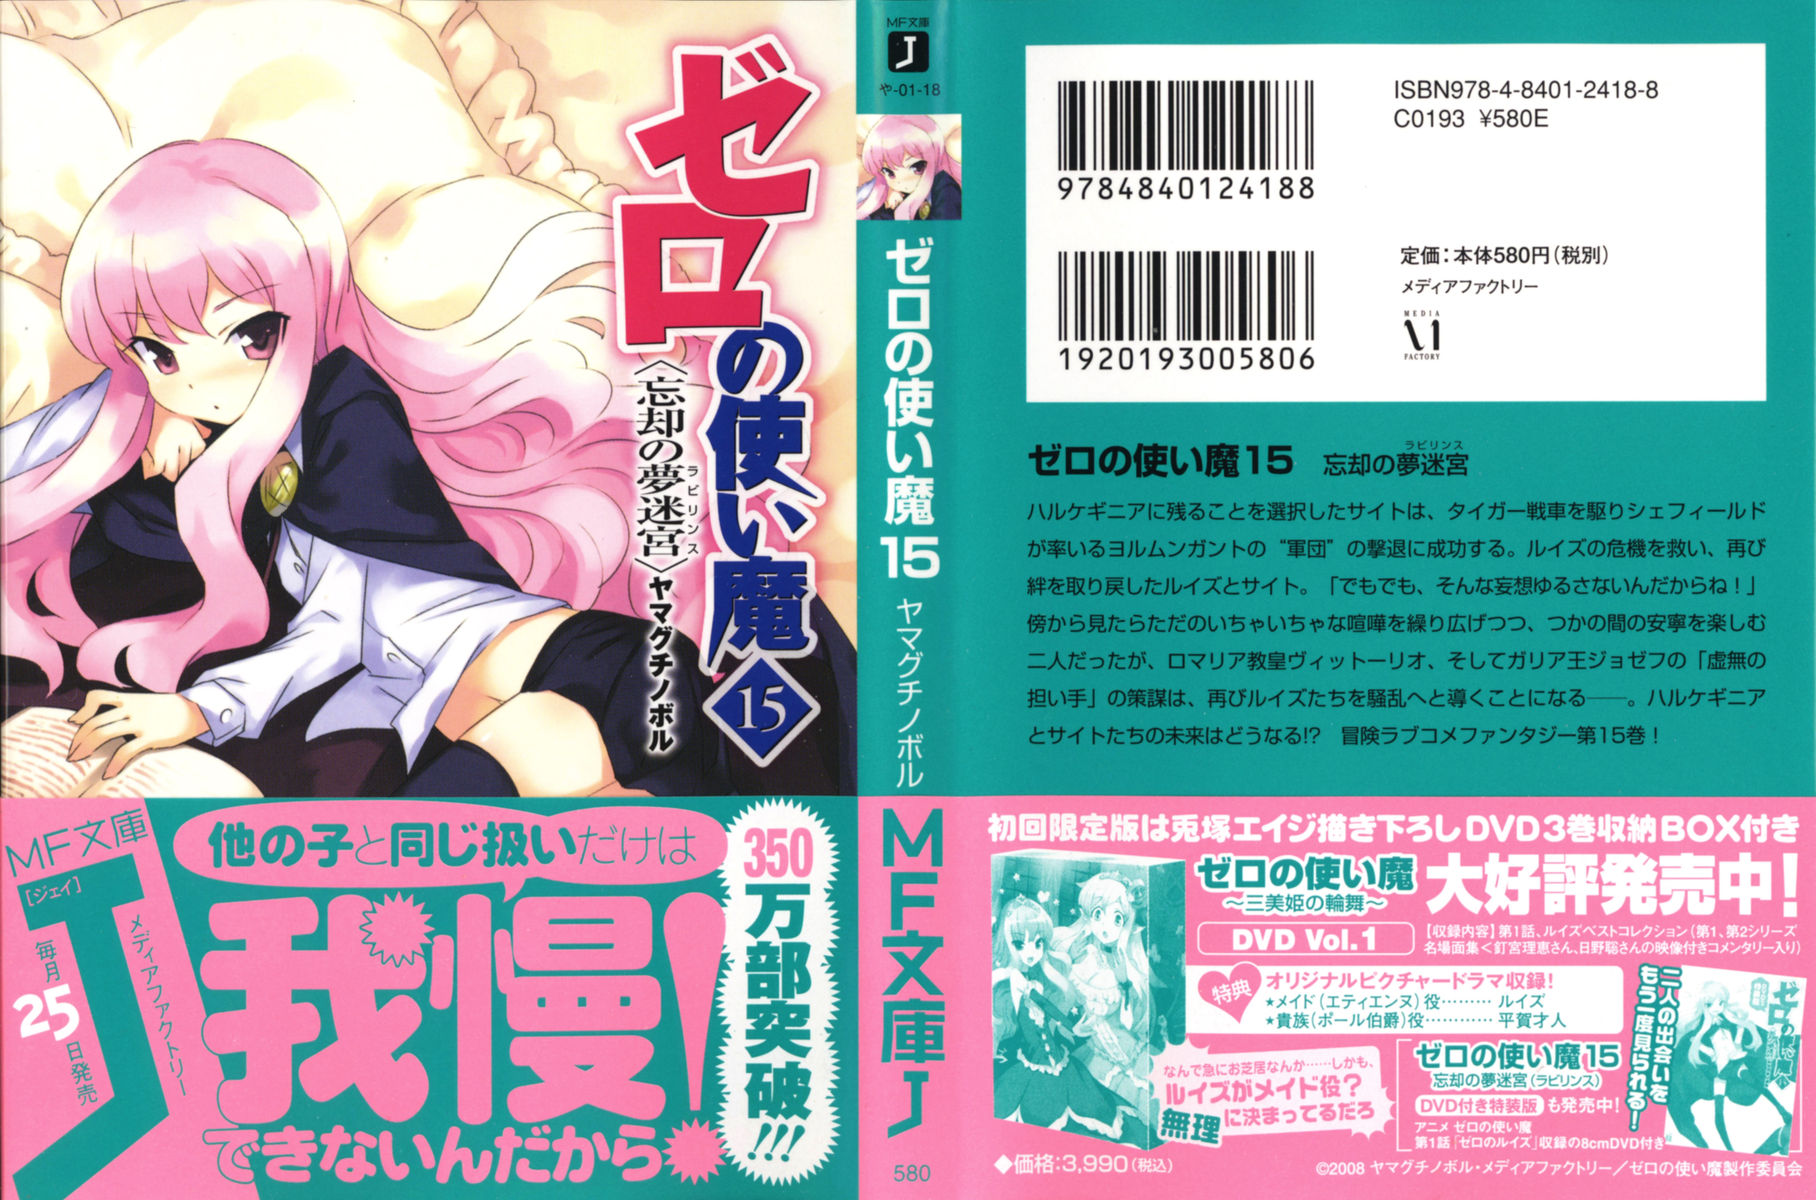 ゼロの使い魔
〈忘却の夢迷宮〉
ラビリンス
ヤマグチノボル
15
MF文庫
J
[ジェイ]
毎月25日発売
メディアファクトリー
他の子と同じ扱いだけは
我慢!
できないんだから
350万部突破!!!
MF文庫
J
や-01-18
ゼロの使い魔15
ヤマグチノボル
MF文庫J
580
9784840124188
ISBN978-4-8401-2418-8
C0193 ¥580E
1920193005806
定価:本体580円(税別)
メディアファクトリー
MEDIA
FACTORY
ゼロの使い魔15 忘却の夢迷宮
ラビリンス
ハルケギニアに残ることを選択したサイトは、タイガー戦車を駆りシェフィールド
が率いるヨルムンガントの“軍団”の撃退に成功する。ルイズの危機を救い、再び
絆を取り戻したルイズとサイト。「でもでも、そんな妄想ゆるさないんだからね!」
傍から見たらただのいちゃいちゃな喧嘩を繰り広げつつ、つかの間の安寧を楽しむ
二人だったが、ロマリア教皇ヴィットーリオ、そしてガリア王ジョゼフの「虚無の
担い手」の策謀は、再びルイズたちを騒乱へと導くことになる――。ハルケギニア
とサイトたちの未来はどうなる!? 冒険ラブコメファンタジー第15巻!
初回限定版は兎塚エイジ描き下ろしDVD3巻収納BOX付き
ゼロの使い魔
～三美姫の輪舞～
DVD Vol.1
大好評発売中!
【収録内容】第1話、ルイズベストコレクション(第1、第2シリーズ
名場面集<釘宮理恵さん、日野聡さんの映像付きコメンタリー入り)
特典
オリジナルピクチャードラマ収録!
★メイド(エティエンヌ)役……… ルイズ
★貴族(ポール伯爵)役………… 平賀才人
なんで急にお芝居なんか……しかも、
ルイズがメイド役?
無理に決まってるだろ
ゼロの使い魔15
忘却の夢迷宮(ラビリンス)
DVD付き特装版 も発売中!
アニメ ゼロの使い魔
第1話「ゼロのルイズ」収録の8cmDVD付き
二人の出会いを
もう一度見られる!
◆価格:3,990(税込)
©2008 ヤマグチノボル・メディアファクトリー/ゼロの使い魔製作委員会